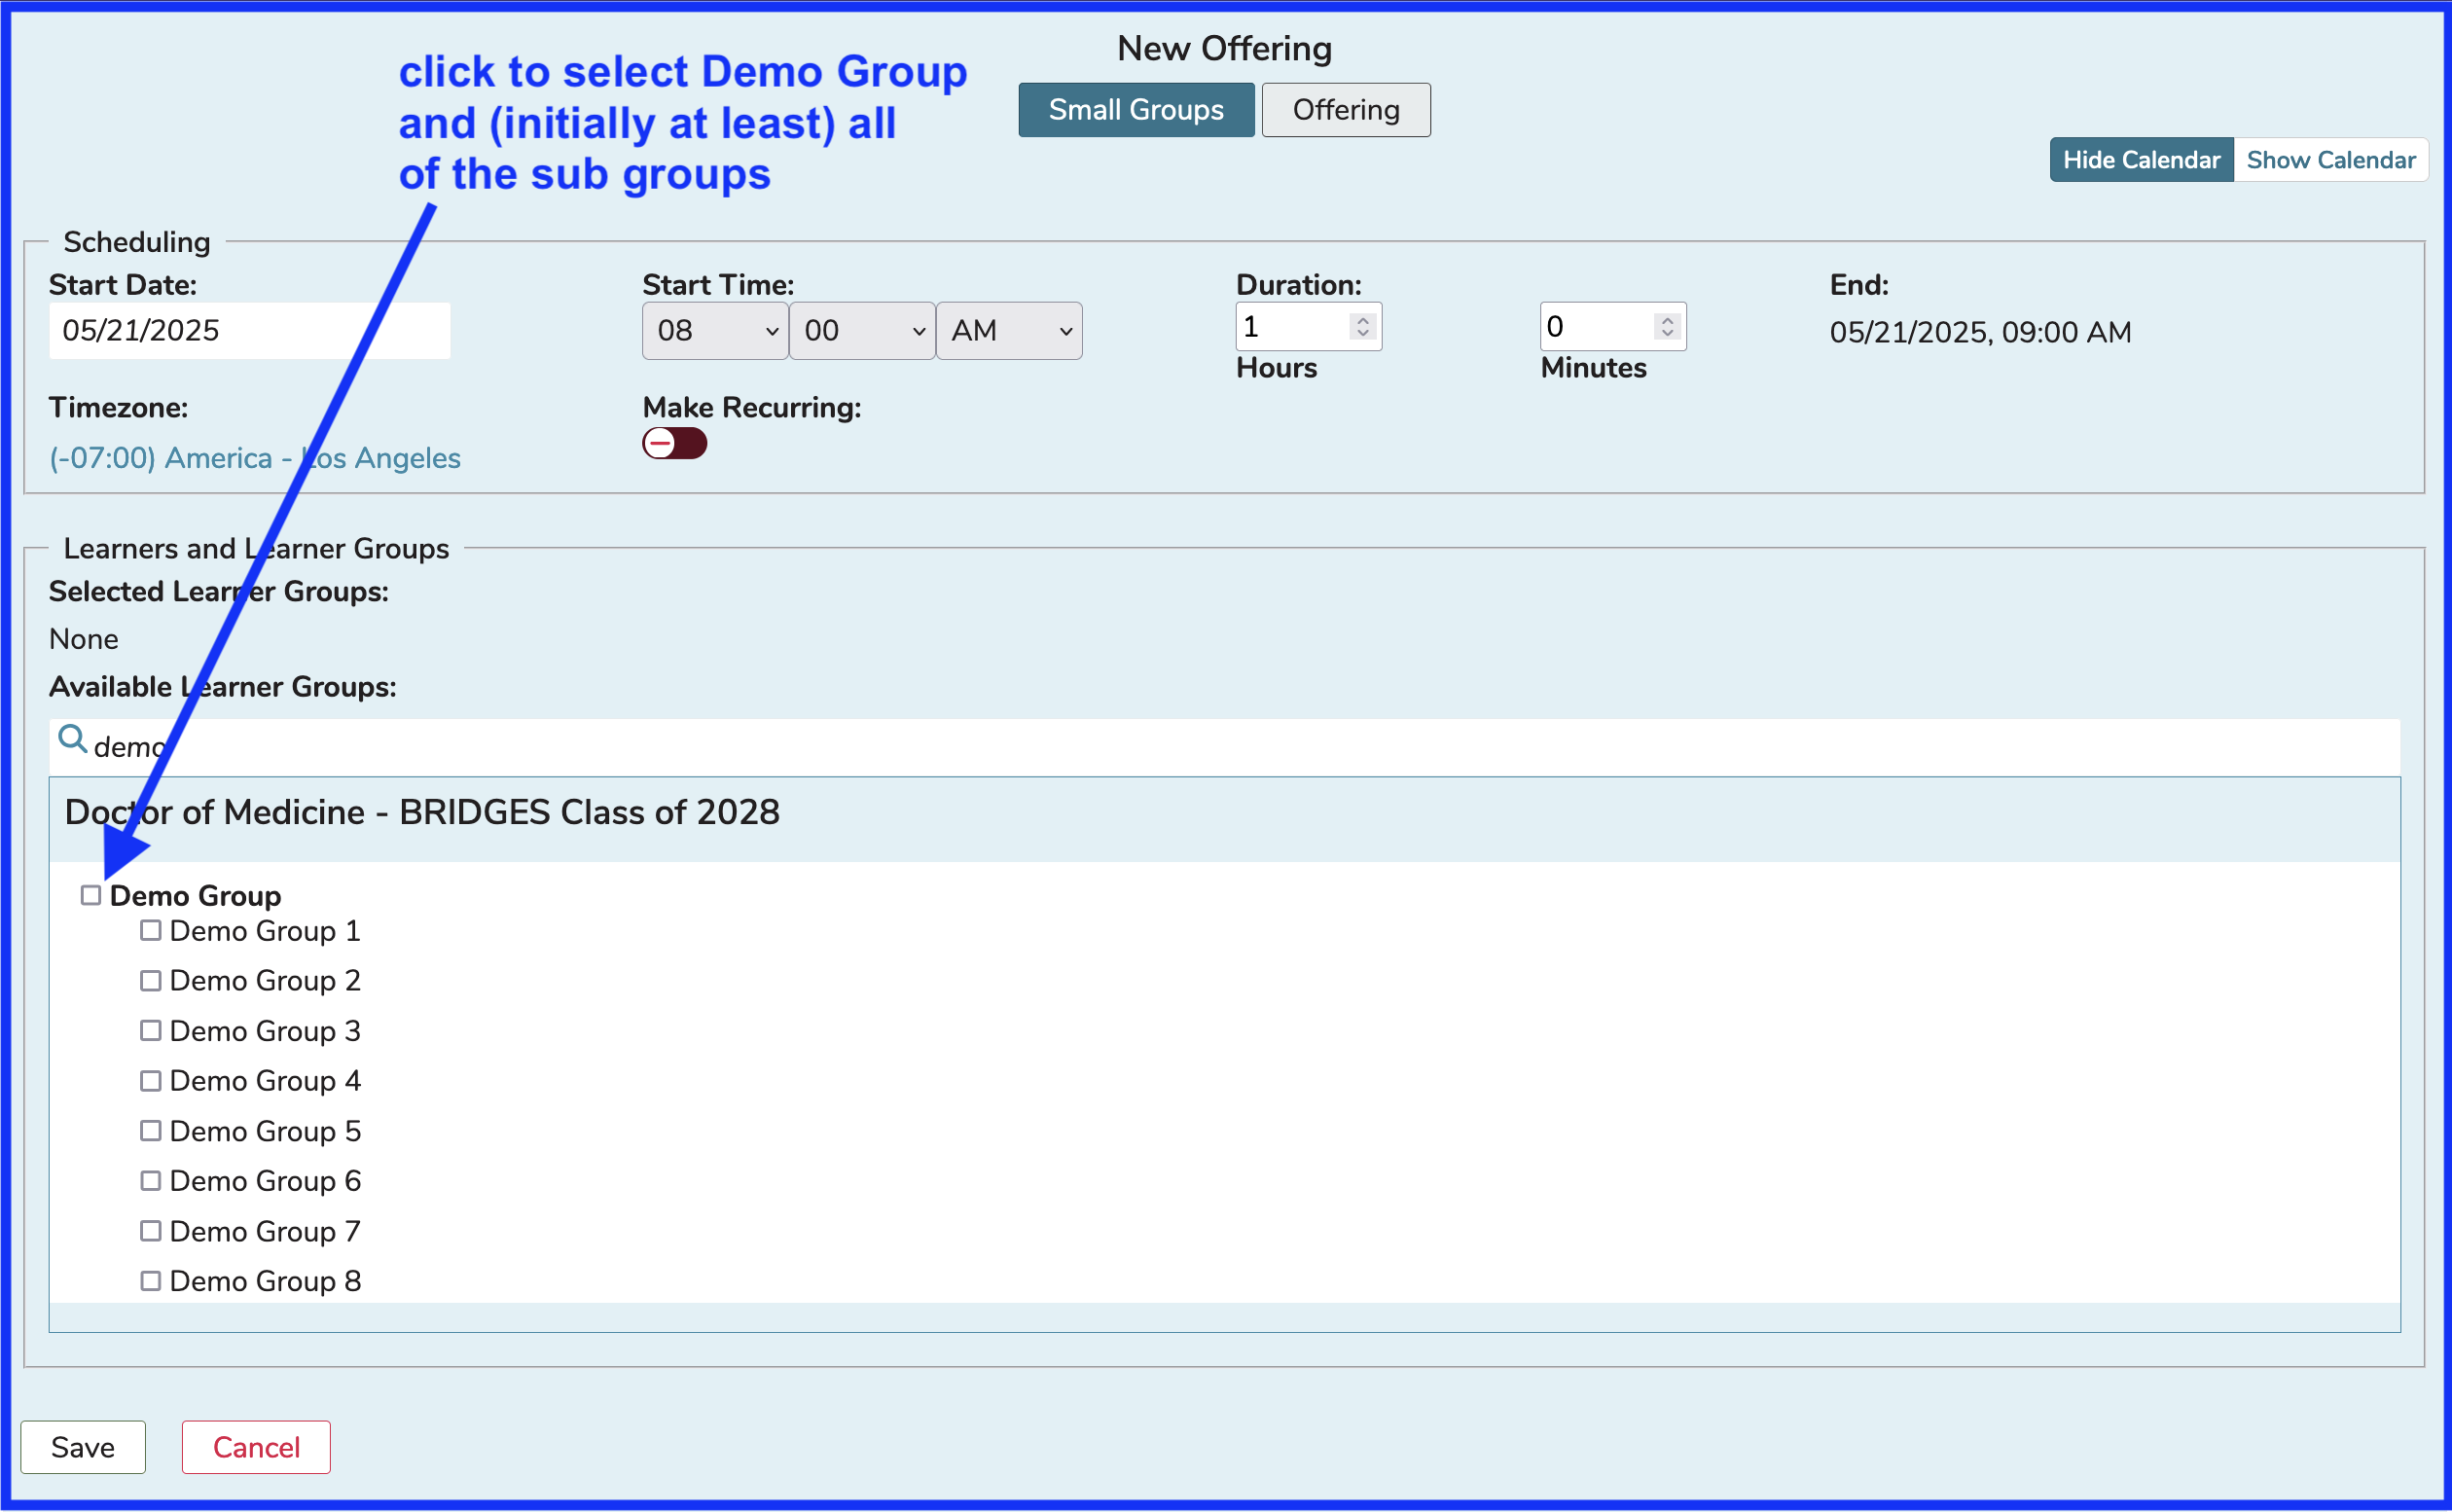 New Offering
click to select Demo Group
and (initially at least) all
of the sub groups
Small Groups Offering
Hide Calendar Show Calendar
Scheduling
Start Date: Start Time: Duration: End:
05/21/2025 08 00 AM 1 0 05/21/2025, 09:00 AM
Hours Minutes
Timezone: Make Recurring:
(-07:00) America - Los Angeles
Learners and Learner Groups
Selected Learner Groups:
None
Available Learner Groups:
demo
Doctor of Medicine - BRIDGES Class of 2028
Demo Group
Demo Group 1
Demo Group 2
Demo Group 3
Demo Group 4
Demo Group 5
Demo Group 6
Demo Group 7
Demo Group 8
Save Cancel